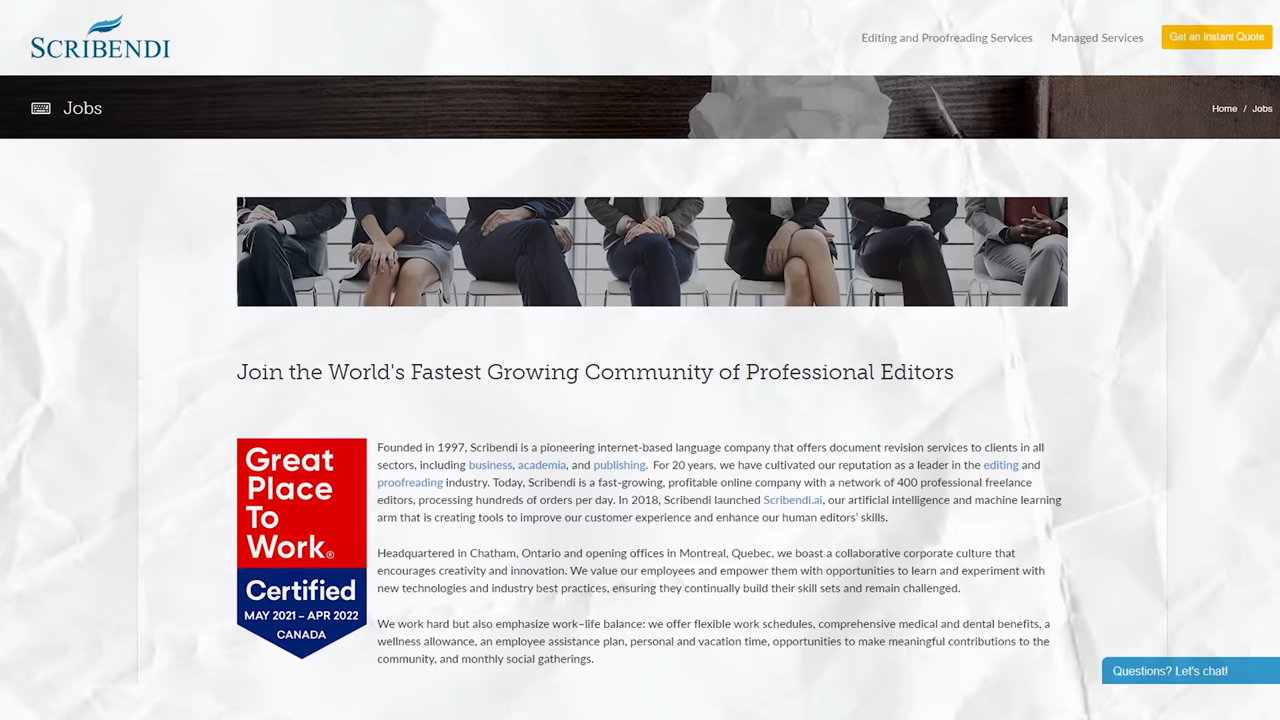 SCRIBENDI
Editing and Proofreading Services
Managed Services
Get an Instant Quote
Jobs
Home / Jobs
Join the World's Fastest Growing Community of Professional Editors
Great
Place
To
Work®
Certified
MAY 2021 – APR 2022
CANADA
Founded in 1997, Scribendi is a pioneering internet-based language company that offers document revision services to clients in all
sectors, including business, academia, and publishing. For 20 years, we have cultivated our reputation as a leader in the editing and
proofreading industry. Today, Scribendi is a fast-growing, profitable online company with a network of 400 professional freelance
editors, processing hundreds of orders per day. In 2018, Scribendi launched Scribendi.ai, our artificial intelligence and machine learning
arm that is creating tools to improve our customer experience and enhance our human editors’ skills.
Headquartered in Chatham, Ontario and opening offices in Montreal, Quebec, we boast a collaborative corporate culture that
encourages creativity and innovation. We value our employees and empower them with opportunities to learn and experiment with
new technologies and industry best practices, ensuring they continually build their skill sets and remain challenged.
We work hard but also emphasize work–life balance: we offer flexible work schedules, comprehensive medical and dental benefits, a
wellness allowance, an employee assistance plan, personal and vacation time, opportunities to make meaningful contributions to the
community, and monthly social gatherings.
Questions? Let's chat!